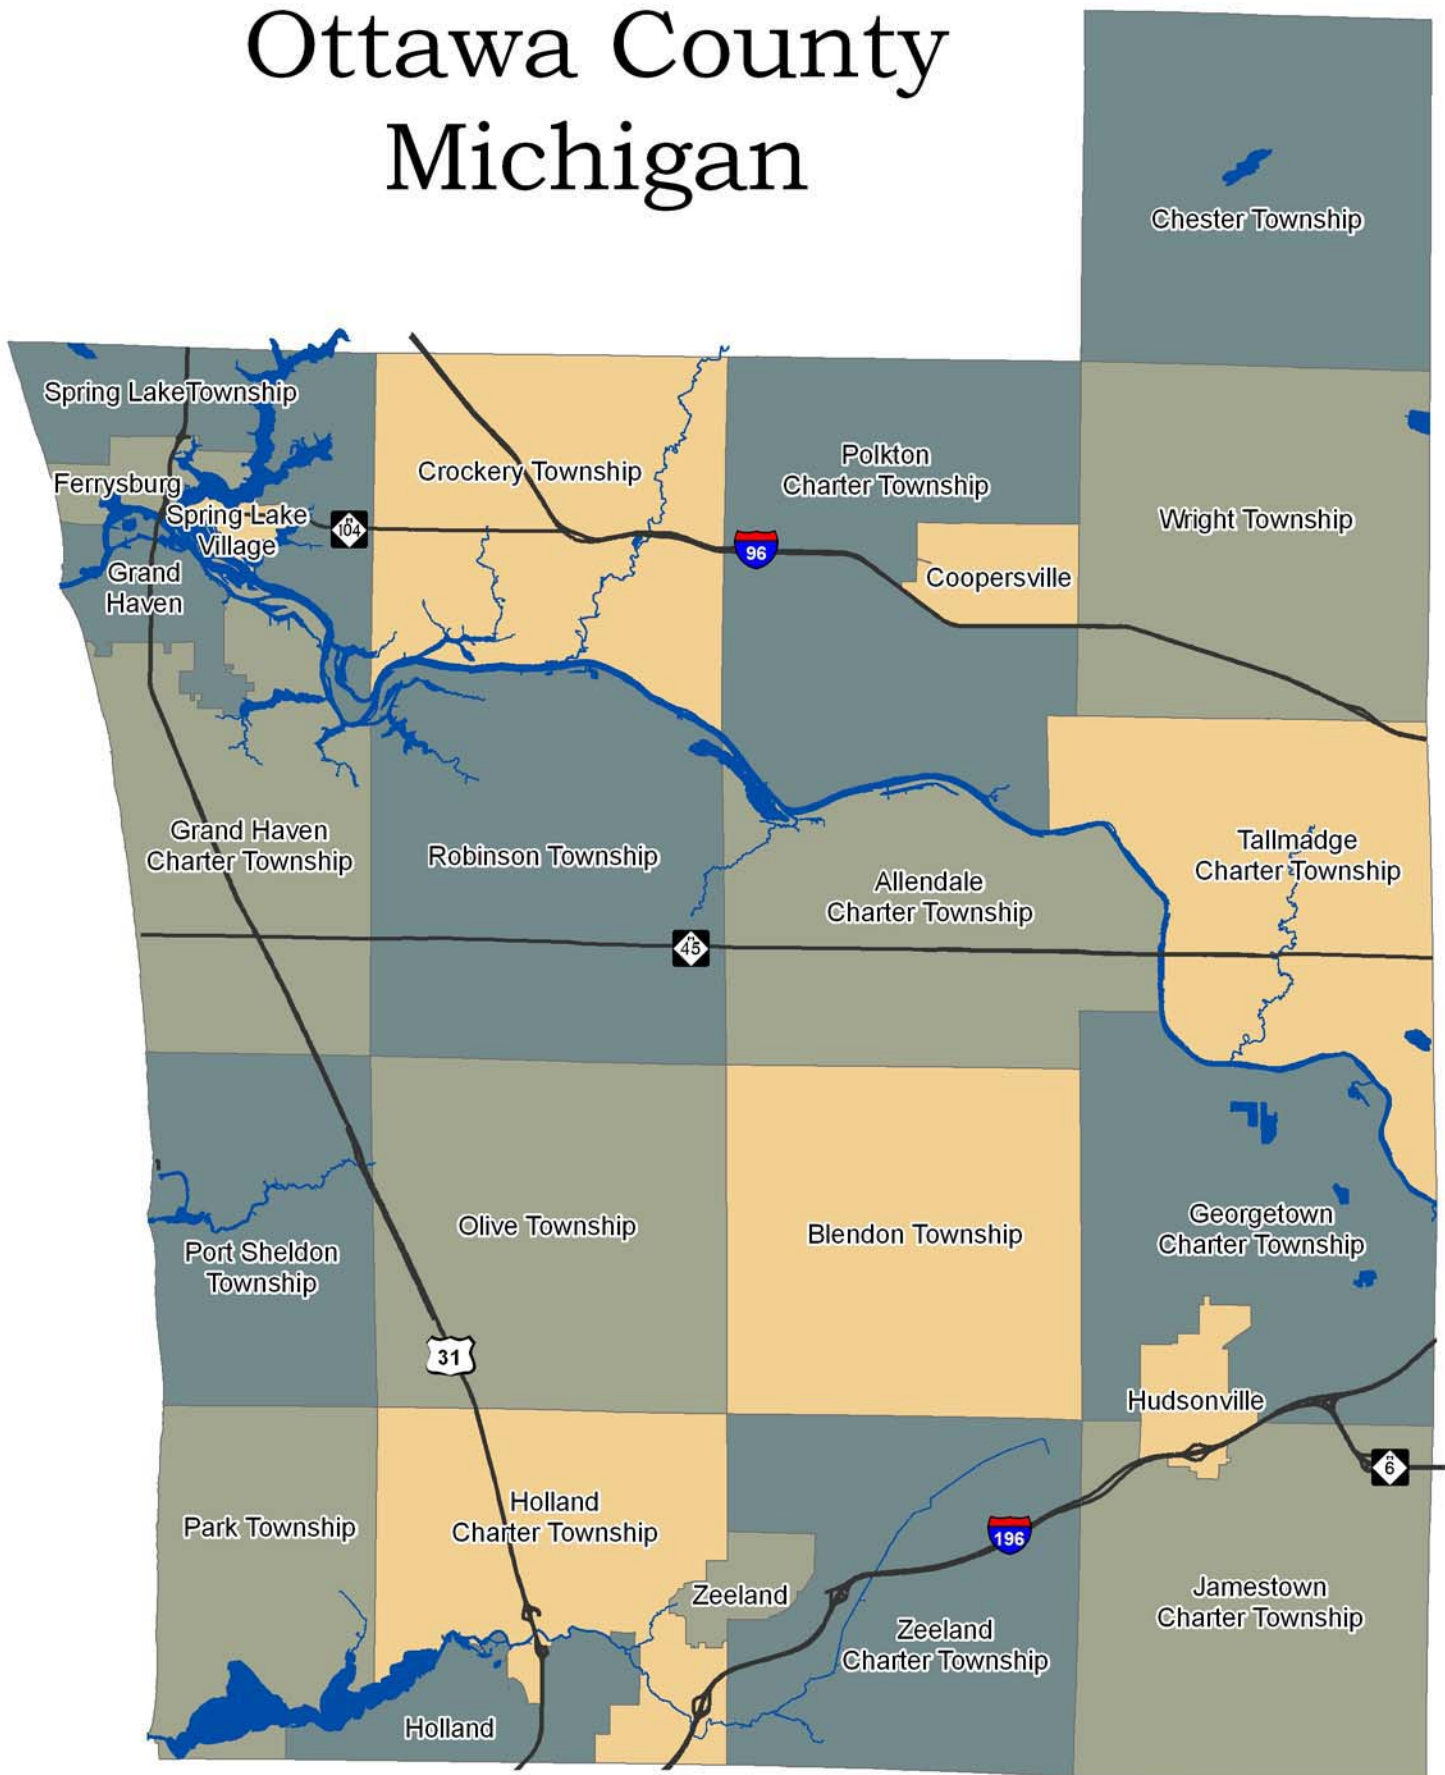 Ottawa County
Michigan
Chester Township
Spring LakeTownship
Crockery Township
Polkton
Charter Township
Ferrysburg
Spring Lake
Village
M
104
96
Wright Township
Coopersville
Grand
Haven
Grand Haven
Charter Township
Robinson Township
Allendale
Charter Township
Tallmadge
Charter Township
M
45
Port Sheldon
Township
Olive Township
Blendon Township
Georgetown
Charter Township
31
Hudsonville
M
6
Park Township
Holland
Charter Township
196
Zeeland
Jamestown
Charter Township
Zeeland
Charter Township
Holland